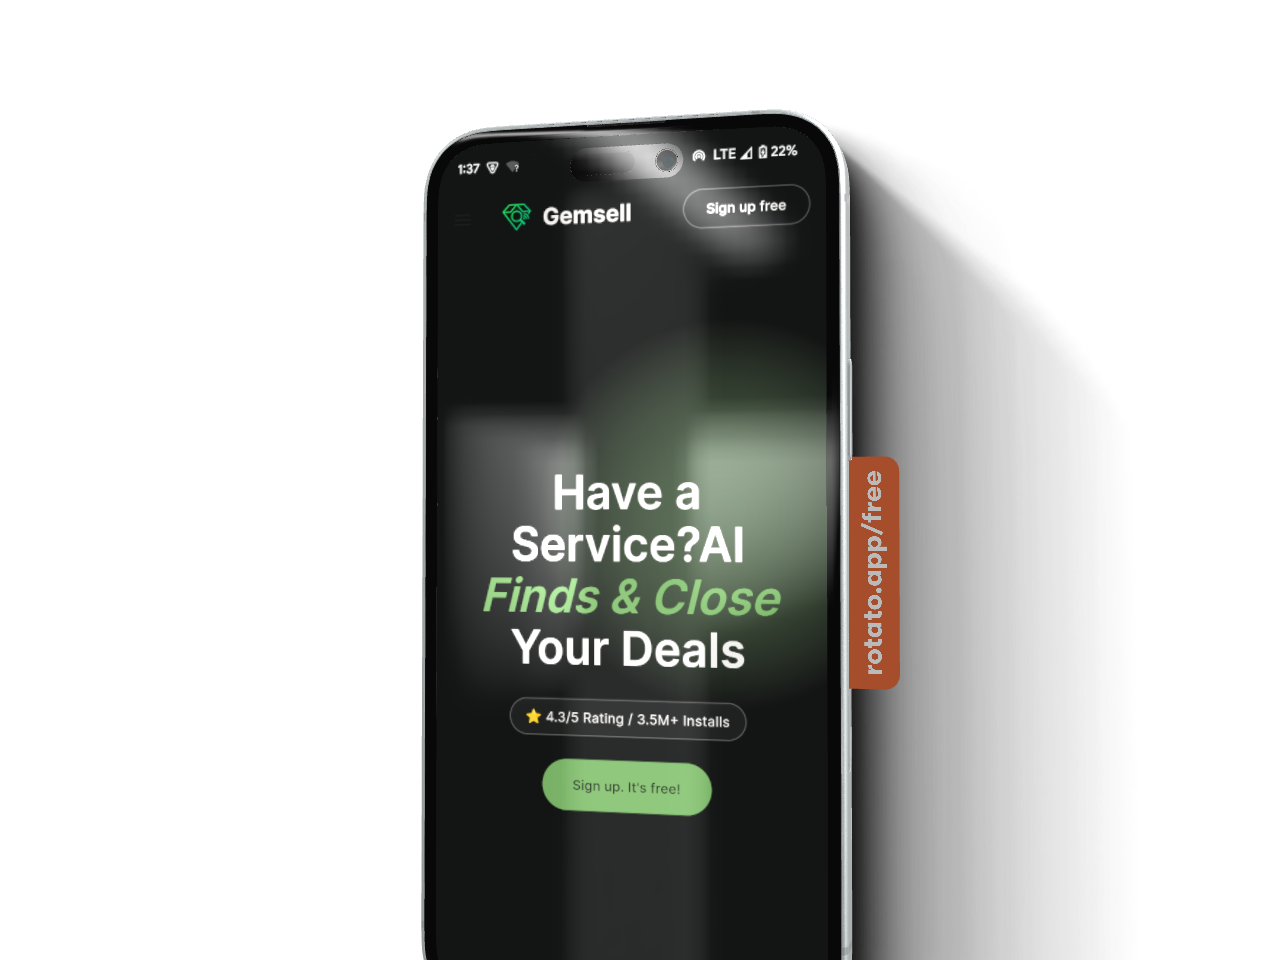 1:37 LTE 22%
Gemsell
Sign up free
Have a
Service?AI
Finds & Close
Your Deals
⭐ 4.3/5 Rating / 3.5M+ Installs
Sign up. It's free!
rotato.app/free